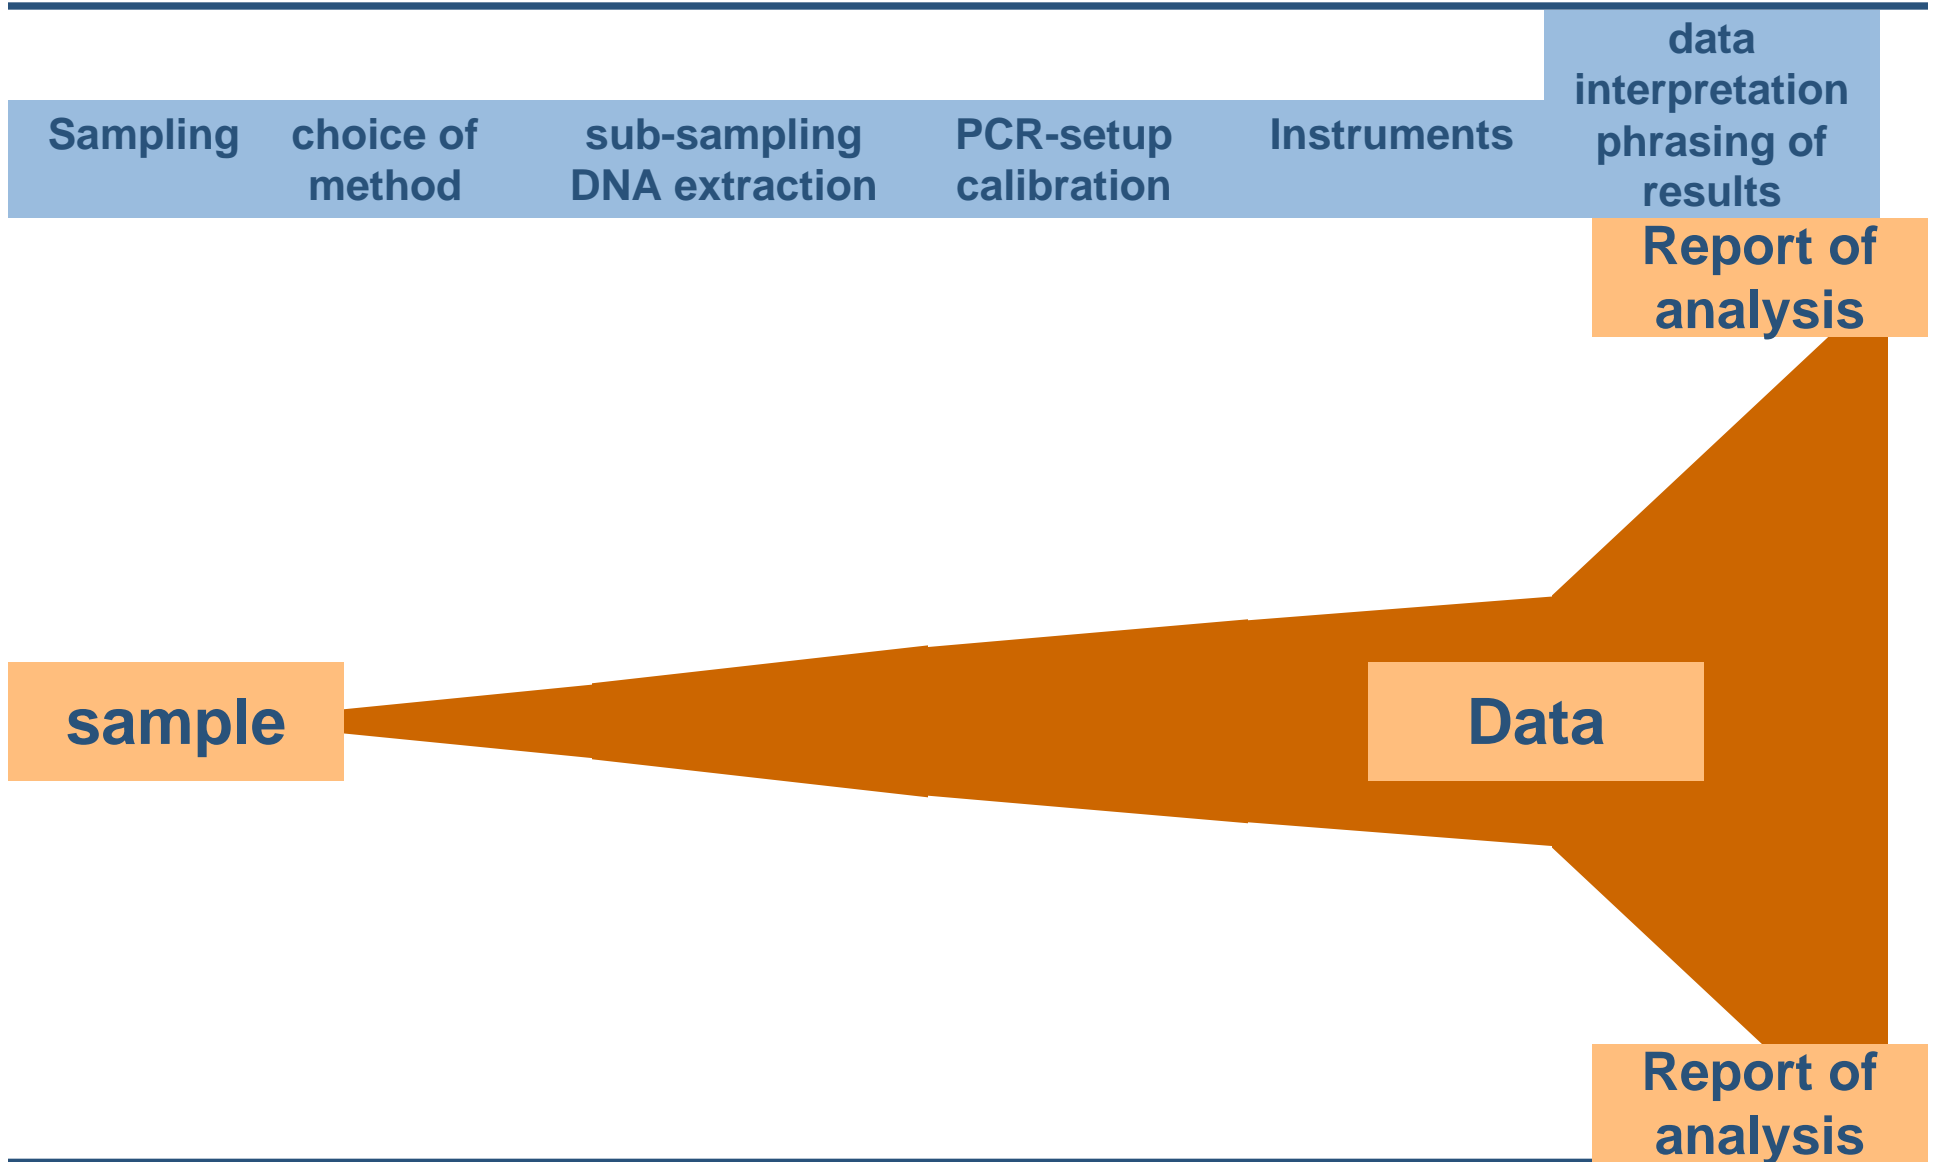 Sampling
choice of
method
sub-sampling
DNA extraction
PCR-setup
calibration
Instruments
data
interpretation
phrasing of
results
Report of
analysis
sample
Data
Report of
analysis